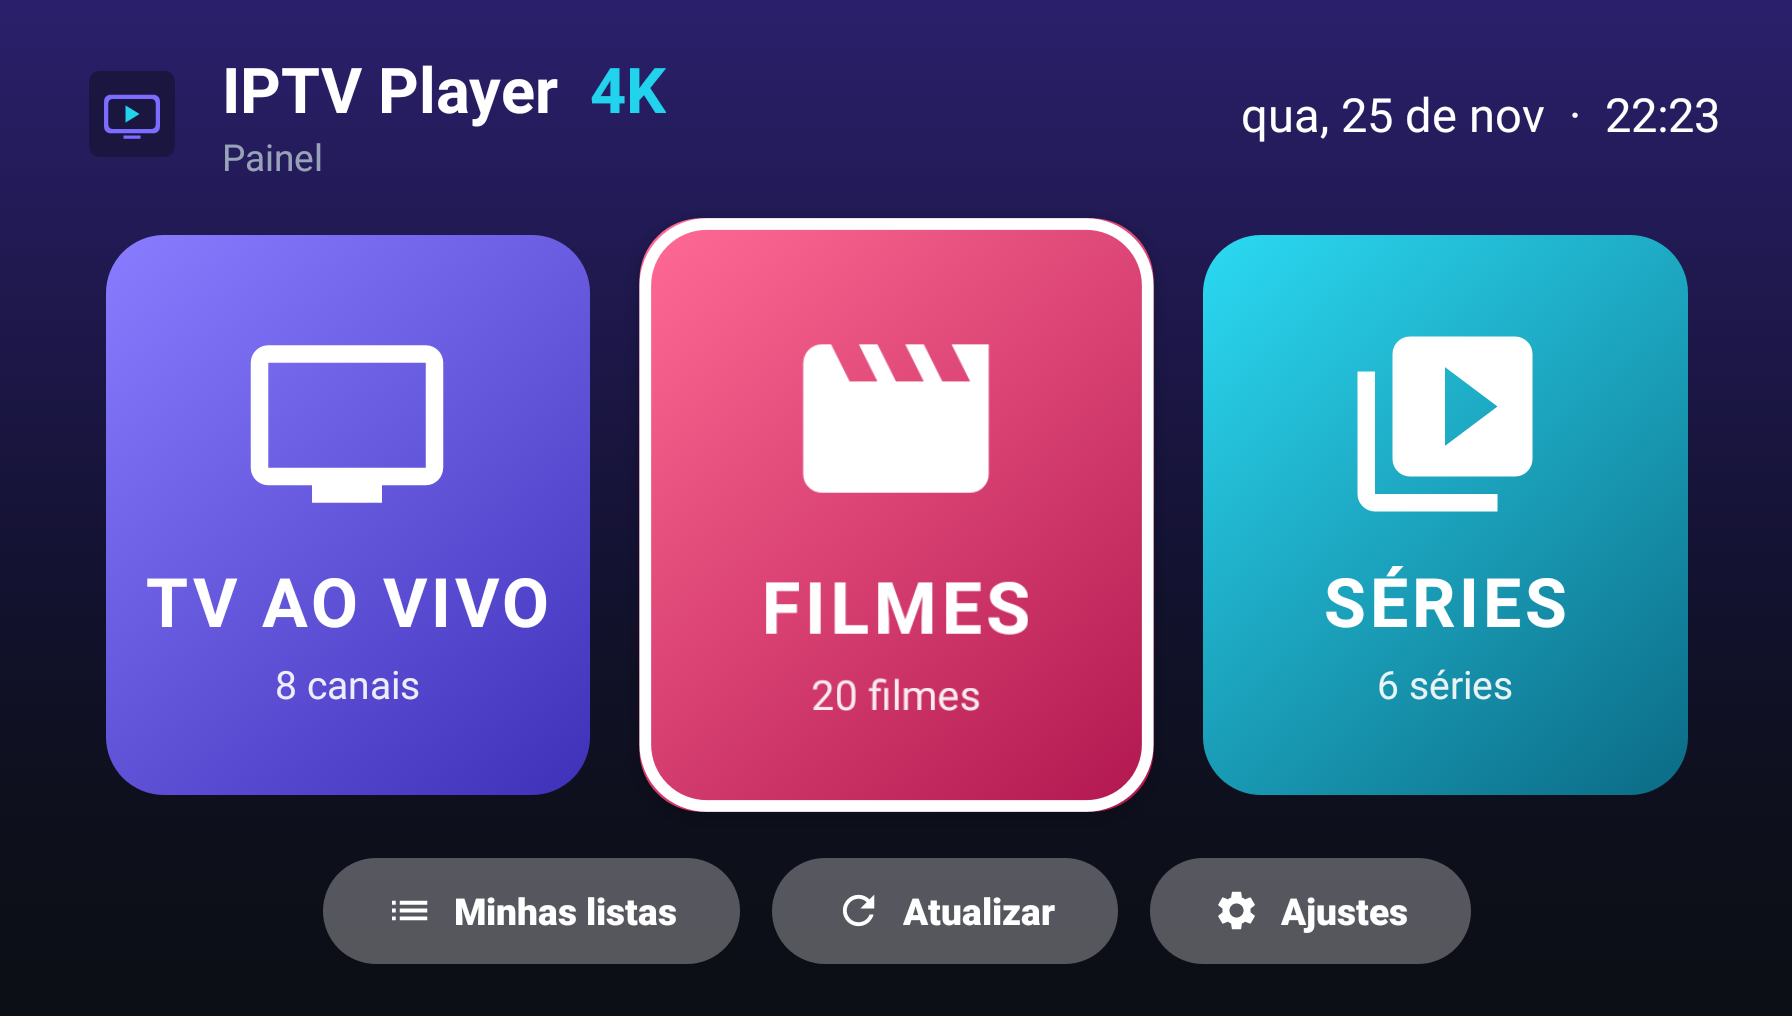 IPTV Player 4K
Painel
qua, 25 de nov · 22:23
TV AO VIVO
8 canais
FILMES
20 filmes
SÉRIES
6 séries
Minhas listas
Atualizar
Ajustes